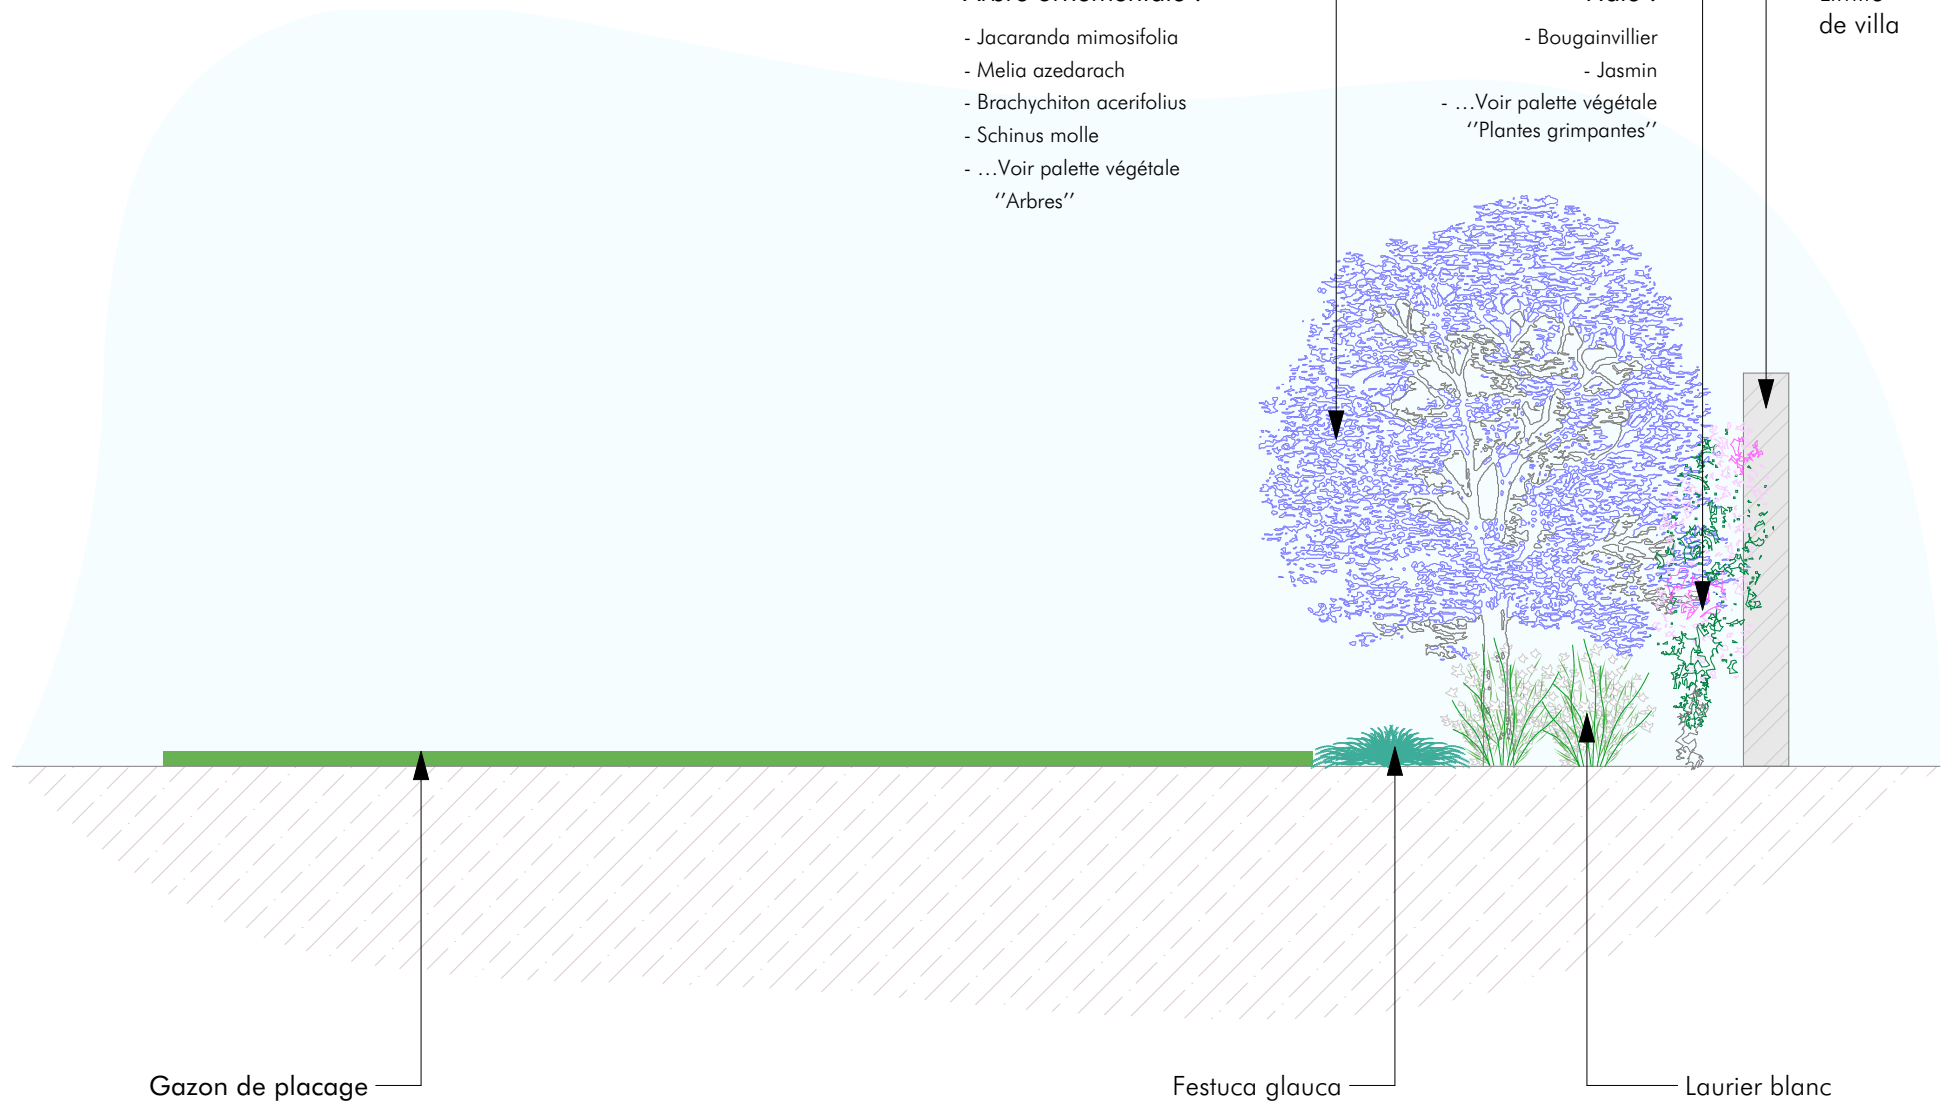 - Jacaranda mimosifolia
- Melia azedarach
- Brachychiton acerifolius
- Schinus molle
- …Voir palette végétale
‘’Arbres’’
- Bougainvillier
- Jasmin
- …Voir palette végétale
‘’Plantes grimpantes’’
de villa
Gazon de placage
Festuca glauca
Laurier blanc